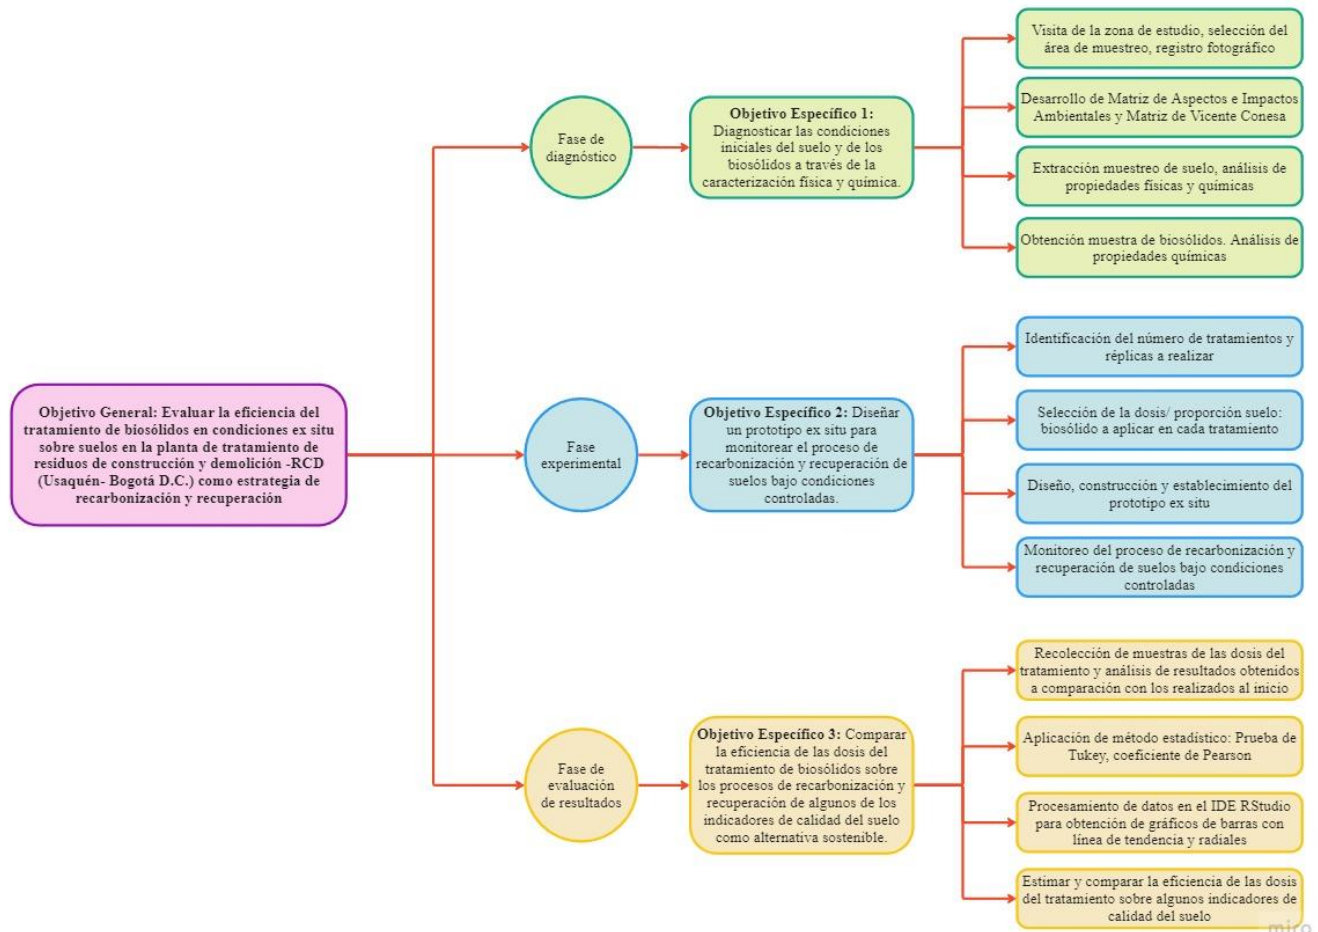 Visita de la zona de estudio, selección del
área de muestreo, registro fotográfico
Fase de
diagnóstico
Objetivo Específico 1:
Diagnosticar las condiciones
iniciales del suelo y de los
biosólidos a través de la
caracterización física y química.
Desarrollo de Matriz de Aspectos e Impactos
Ambientales y Matriz de Vicente Conesa
Extracción muestreo de suelo, análisis de
propiedades físicas y químicas
Obtención muestra de biosólidos. Análisis de
propiedades químicas
Objetivo General: Evaluar la eficiencia del
tratamiento de biosólidos en condiciones ex situ
sobre suelos en la planta de tratamiento de
residuos de construcción y demolición -RCD
(Usaquén- Bogotá D.C.) como estrategia de
recarbonización y recuperación
Fase
experimental
Objetivo Específico 2: Diseñar
un prototipo ex situ para
monitorear el proceso de
recarbonización y recuperación de
suelos bajo condiciones
controladas.
Identificación del número de tratamientos y
réplicas a realizar
Selección de la dosis/ proporción suelo:
biosólido a aplicar en cada tratamiento
Diseño, construcción y establecimiento del
prototipo ex situ
Monitoreo del proceso de recarbonización y
recuperación de suelos bajo condiciones
controladas
Fase de
evaluación
de resultados
Objetivo Específico 3: Comparar
la eficiencia de las dosis del
tratamiento de biosólidos sobre
los procesos de recarbonización y
recuperación de algunos de los
indicadores de calidad del suelo
como alternativa sostenible.
Recolección de muestras de las dosis del
tratamiento y análisis de resultados obtenidos
a comparación con los realizados al inicio
Aplicación de método estadístico: Prueba de
Tukey, coeficiente de Pearson
Procesamiento de datos en el IDE RStudio
para obtención de gráficos de barras con
línea de tendencia y radiales
Estimar y comparar la eficiencia de las dosis
del tratamiento sobre algunos indicadores de
calidad del suelo
miro